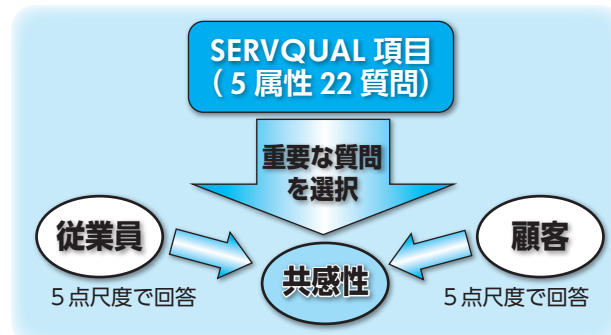 SERVQUAL 項目
（5 属性 22 質問）
重要な質問
を選択
従業員
顧客
共感性
5点尺度で回答
5点尺度で回答